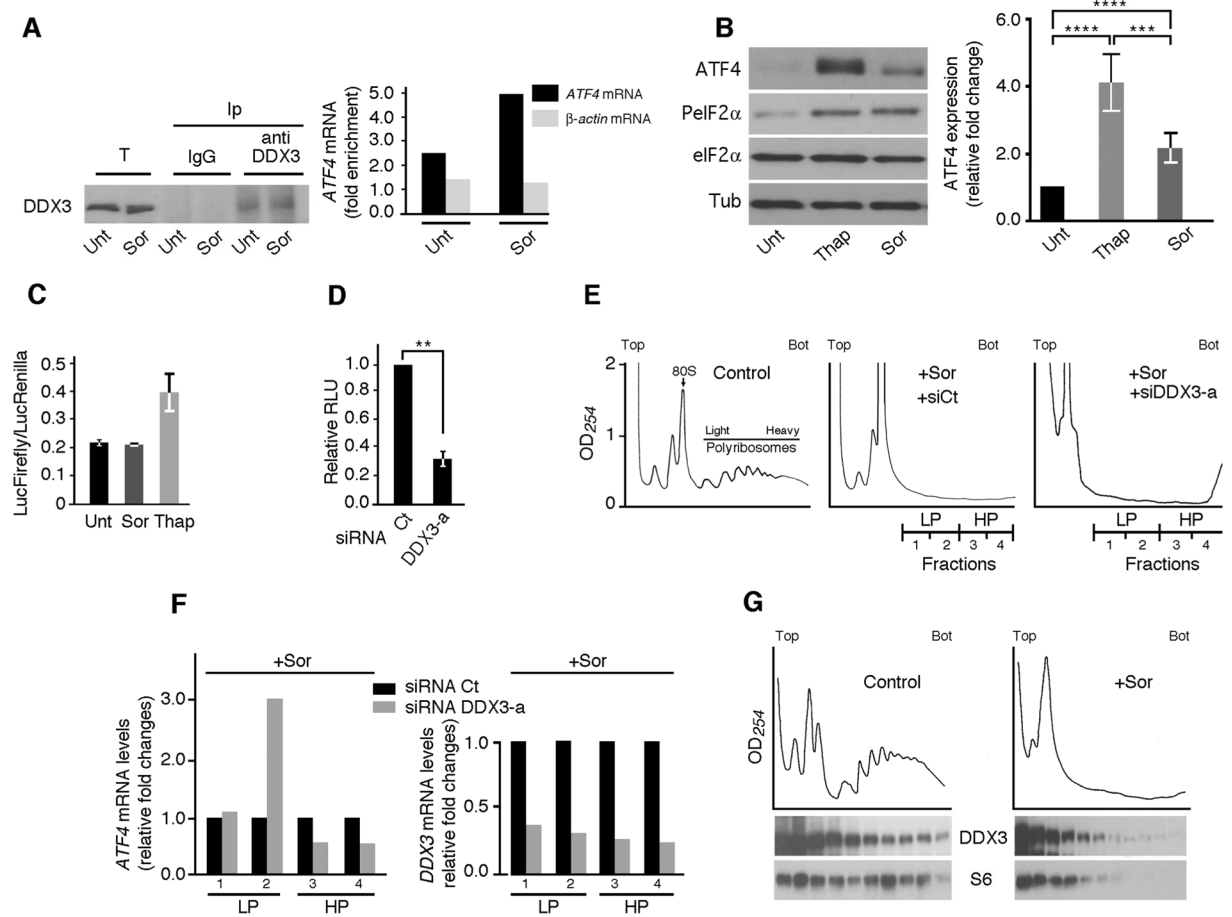 A
Ip
T
IgG
anti
DDX3
DDX3
Unt
Sor
Unt
Sor
Unt
Sor
ATF4 mRNA
(fold enrichment)
5.0
4.0
3.0
2.0
1.0
0.0
ATF4 mRNA
β-actin mRNA
Unt
Sor
B
ATF4
PeIF2α
eIF2α
Tub
Unt
Thap
Sor
ATF4 expression
(relative fold change)
6.0
4.0
2.0
0.0
****
****
***
Unt
Thap
Sor
C
LucFirefly/LucRenilla
0.5
0.4
0.3
0.2
0.1
0
Unt
Sor
Thap
D
Relative RLU
1.0
0.8
0.6
0.4
0.2
0.0
**
siRNA
Ct
DDX3-a
E
OD254
2
1
0
Top
Bot
80S
Control
Light
Heavy
Polyribosomes
Top
Bot
+Sor
+siCt
LP
HP
1
2
3
4
Fractions
Top
Bot
+Sor
+siDDX3-a
LP
HP
1
2
3
4
Fractions
F
ATF4 mRNA levels
(relative fold changes)
3.0
2.0
1.0
0.0
+Sor
1
2
3
4
LP
HP
siRNA Ct
siRNA DDX3-a
DDX3 mRNA levels
relative fold changes)
1.0
0.5
0.0
+Sor
1
2
3
4
LP
HP
G
OD254
Top
Bot
Control
Top
Bot
+Sor
DDX3
S6